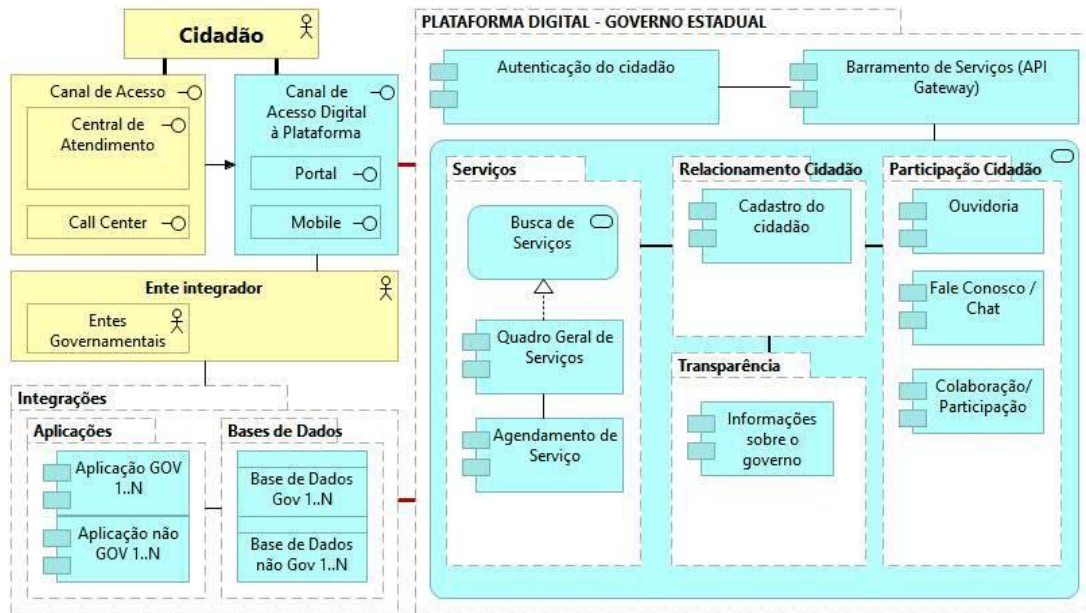 Cidadão
Canal de Acesso
Central de
Atendimento
Call Center
Canal de
Acesso Digital
à Plataforma
Portal
Mobile
Ente integrador
Entes
Governamentais
Integrações
Aplicações
Aplicação GOV
1..N
Aplicação não
GOV 1..N
Bases de Dados
Base de Dados
Gov 1..N
Base de Dados
não Gov 1..N
PLATAFORMA DIGITAL - GOVERNO ESTADUAL
Autenticação do cidadão
Barramento de Serviços (API
Gateway)
Serviços
Busca de
Serviços
Quadro Geral de
Serviços
Agendamento de
Serviço
Relacionamento Cidadão
Cadastro do
cidadão
Transparência
Informações
sobre o
governo
Participação Cidadão
Ouvidoria
Fale Conosco /
Chat
Colaboração/
Participação